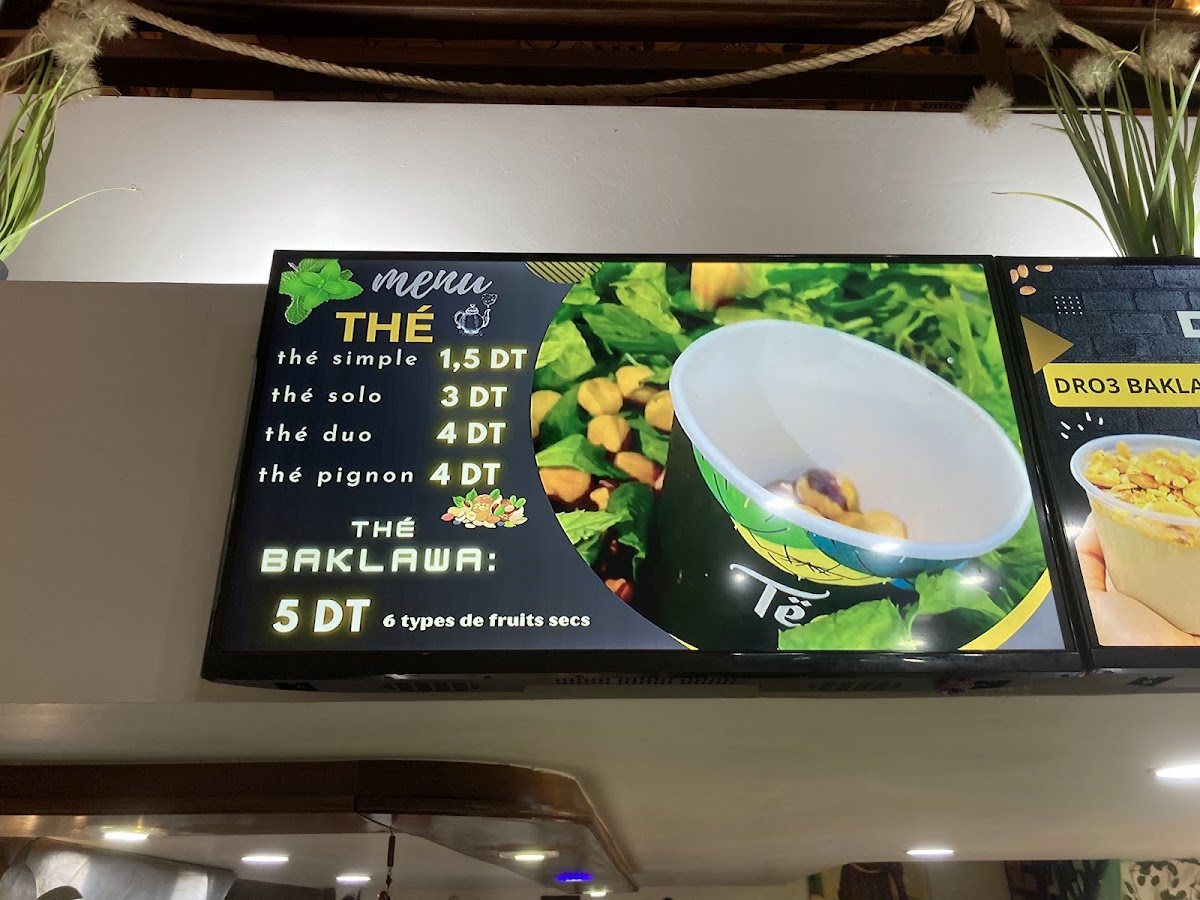 menu
THÉ
thé simple 1,5 DT
thé solo 3 DT
thé duo 4 DT
thé pignon 4 DT
THÉ
BAKLAWA:
5 DT 6 types de fruits secs
Të
DRO3 BAKLA